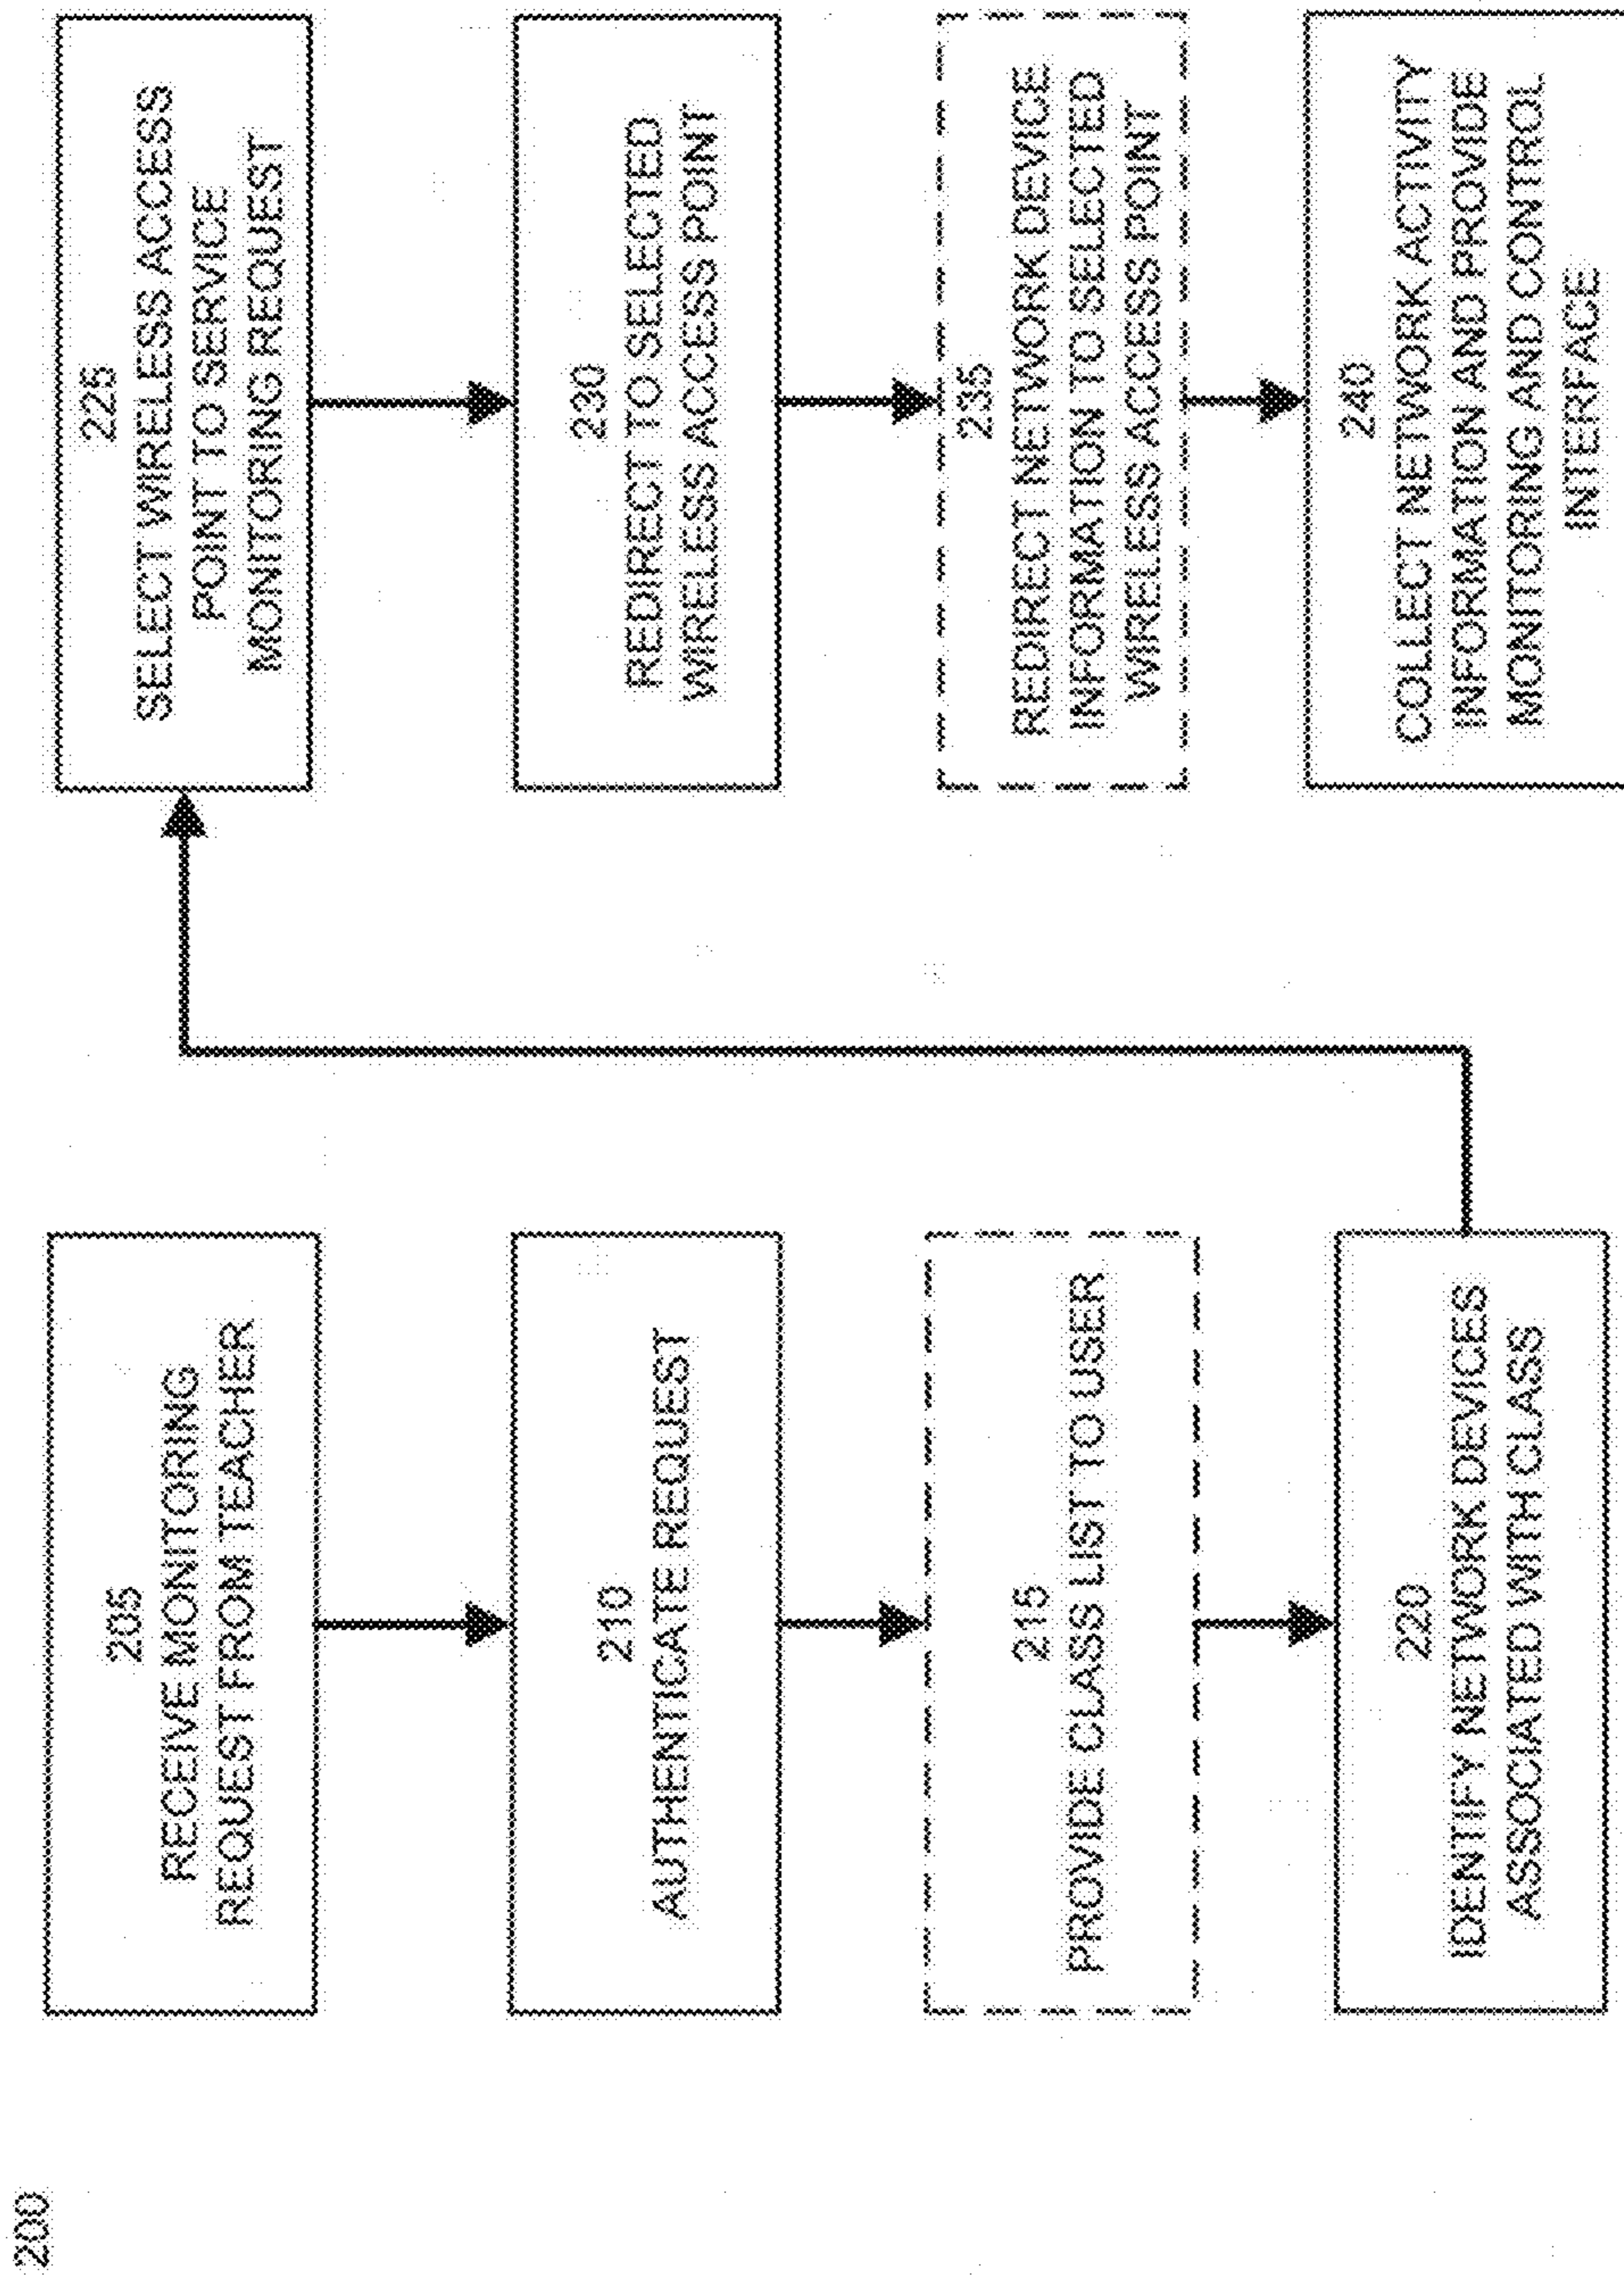 200
205
RECEIVE MONITORING
REQUEST FROM TEACHER
210
AUTHENTICATE REQUEST
215
PROVIDE CLASS LIST TO USER
220
IDENTIFY NETWORK DEVICES
ASSOCIATED WITH CLASS
225
SELECT WIRELESS ACCESS
POINT TO SERVICE
MONITORING REQUEST
230
REDIRECT TO SELECTED
WIRELESS ACCESS POINT
235
REDIRECT NETWORK DEVICE
INFORMATION TO SELECTED
WIRELESS ACCESS POINT
240
COLLECT NETWORK ACTIVITY
INFORMATION AND PROVIDE
MONITORING AND CONTROL
INTERFACE